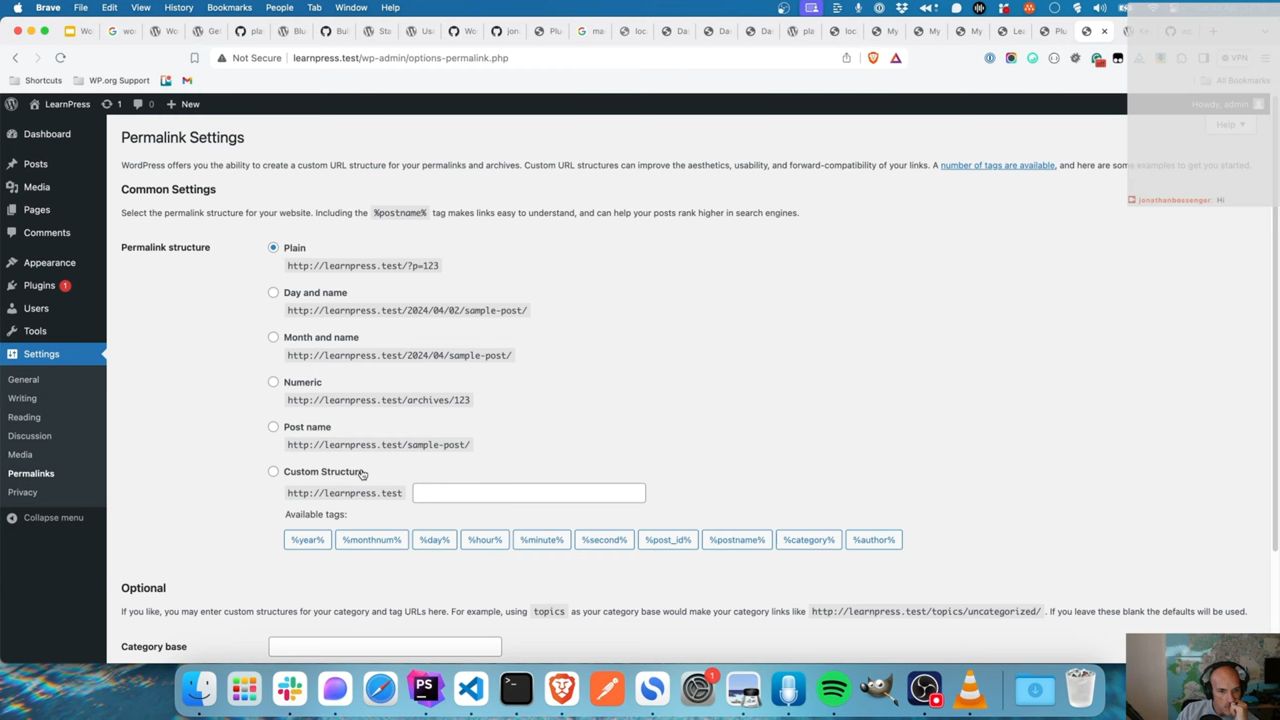 Brave File Edit View History Bookmarks People Tab Window Help
Not Secure learnpress.test/wp-admin/options-permalink.php
VPN
Shortcuts WP.org Support
All Bookmarks
LearnPress 1 0 New
Howdy, admin
Help
Dashboard
Posts
Media
Pages
Comments
Appearance
Plugins 1
Users
Tools
Settings
General
Writing
Reading
Discussion
Media
Permalinks
Privacy
Collapse menu
Permalink Settings
WordPress offers you the ability to create a custom URL structure for your permalinks and archives. Custom URL structures can improve the aesthetics, usability, and forward-compatibility of your links. A number of tags are available, and here are some examples to get you started.
Common Settings
Select the permalink structure for your website. Including the %postname% tag makes links easy to understand, and can help your posts rank higher in search engines.
jonathanbossenger: Hi
Permalink structure
Plain
http://learnpress.test/?p=123
Day and name
http://learnpress.test/2024/04/02/sample-post/
Month and name
http://learnpress.test/2024/04/sample-post/
Numeric
http://learnpress.test/archives/123
Post name
http://learnpress.test/sample-post/
Custom Structure
http://learnpress.test
Available tags:
%year% %monthnum% %day% %hour% %minute% %second% %post_id% %postname% %category% %author%
Optional
If you like, you may enter custom structures for your category and tag URLs here. For example, using topics as your category base would make your category links like http://learnpress.test/topics/uncategorized/ . If you leave these blank the defaults will be used.
Category base
PS
1